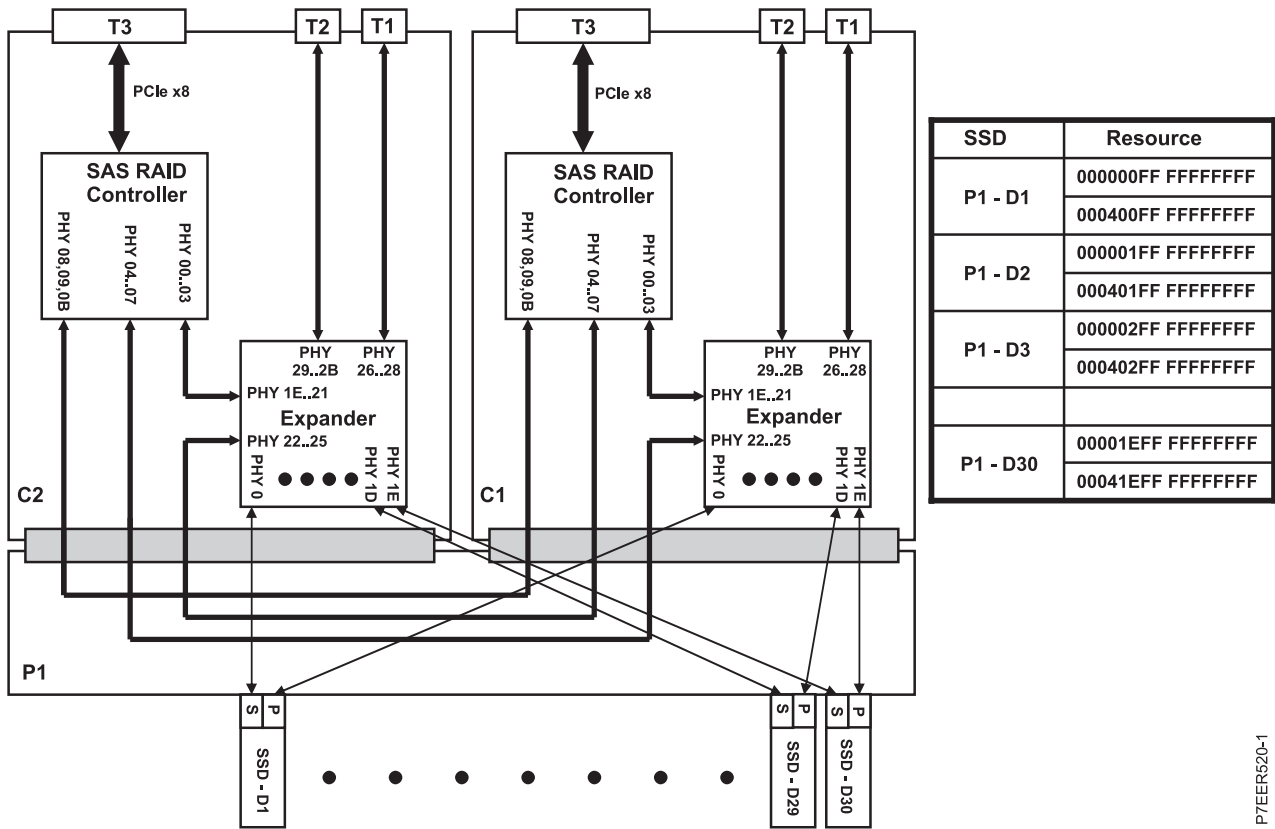 T3
T2
T1
PCIe x8
SAS RAID
Controller
PHY 08,09,0B
PHY 04..07
PHY 00..03
PHY
29..2B
PHY
26..28
PHY 1E..21
Expander
PHY 22..25
PHY 0
PHY 1D
PHY 1E
C2
T3
T2
T1
PCIe x8
SAS RAID
Controller
PHY 08,09,0B
PHY 04..07
PHY 00..03
PHY
29..2B
PHY
26..28
PHY 1E..21
Expander
PHY 22..25
PHY 0
PHY 1D
PHY 1E
C1
P1
S
P
SSD - D1
S
P
SSD - D29
S
P
SSD - D30
SSD Resource
P1 - D1
000000FF FFFFFFFF
000400FF FFFFFFFF
P1 - D2
000001FF FFFFFFFF
000401FF FFFFFFFF
P1 - D3
000002FF FFFFFFFF
000402FF FFFFFFFF
P1 - D30
00001EFF FFFFFFFF
00041EFF FFFFFFFF
P7EER520-1